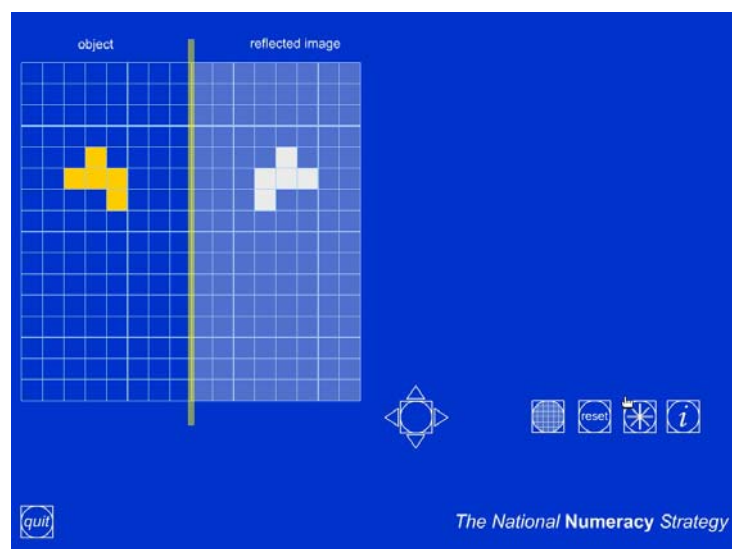 object
reflected image
reset
i
quit
The National Numeracy Strategy